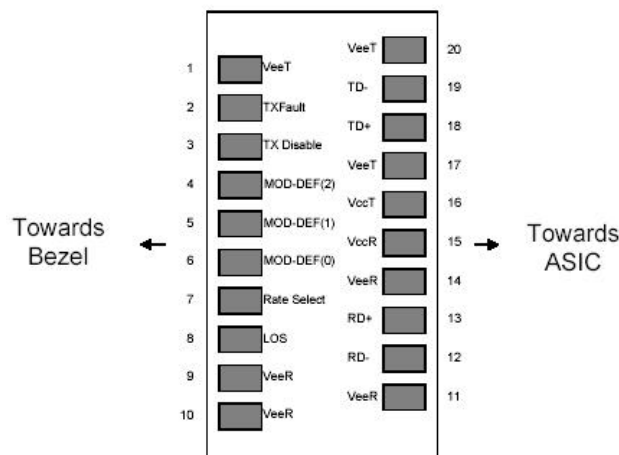 1 VeeT
2 TXFault
3 TX Disable
4 MOD-DEF(2)
5 MOD-DEF(1)
6 MOD-DEF(0)
7 Rate Select
8 LOS
9 VeeR
10 VeeR
VeeT 20
TD- 19
TD+ 18
VeeT 17
VccT 16
VccR 15
VeeR 14
RD+ 13
RD- 12
VeeR 11
Towards
Bezel
Towards
ASIC